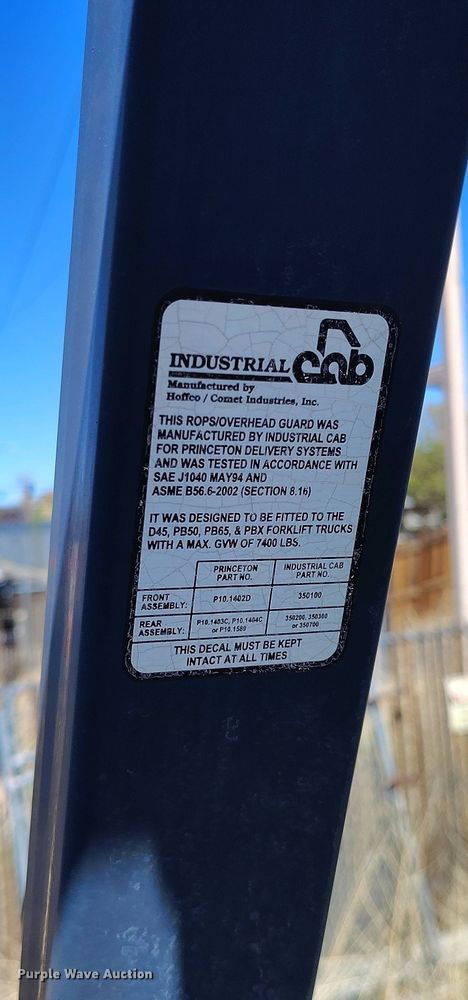 INDUSTRIAL cab
Manufactured by
Hoffco / Comet Industries, Inc.
THIS ROPS/OVERHEAD GUARD WAS
MANUFACTURED BY INDUSTRIAL CAB
FOR PRINCETON DELIVERY SYSTEMS
AND WAS TESTED IN ACCORDANCE WITH
SAE J1040 MAY94 AND
ASME B56.6-2002 (SECTION 8.16)
IT WAS DESIGNED TO BE FITTED TO THE
D45, PB50, PB65, & PBX FORKLIFT TRUCKS
WITH A MAX. GVW OF 7400 LBS.
PRINCETON INDUSTRIAL CAB
PART NO. PART NO.
FRONT
ASSEMBLY: P10.1402D 350100
REAR P10.1403C, P10.1404C 350200, 350300
ASSEMBLY: or P10.1580 or 350700
THIS DECAL MUST BE KEPT
INTACT AT ALL TIMES
Purple Wave Auction